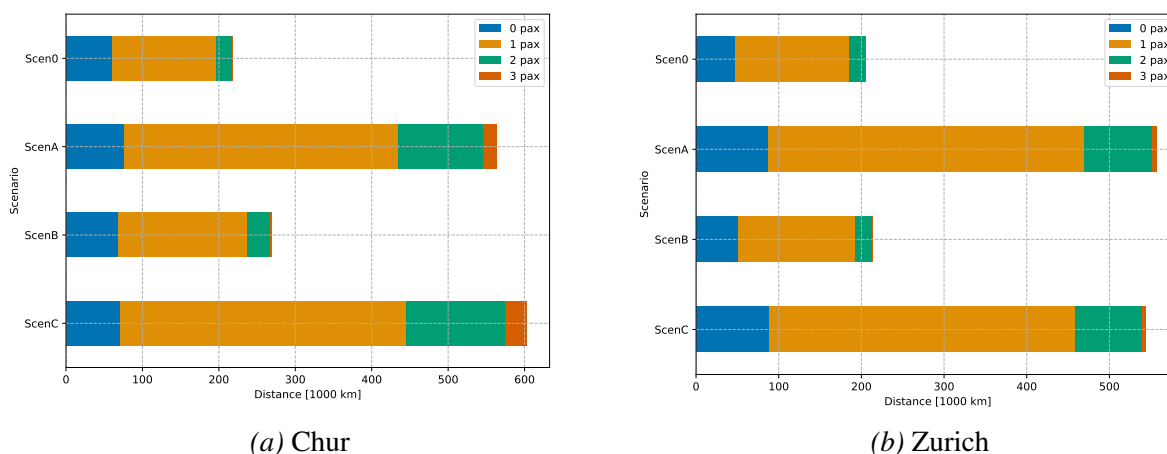 0 pax
1 pax
2 pax
3 pax
Scen0
ScenA
ScenB
ScenC
Scenario
0 100 200 300 400 500 600
Distance [1000 km]
(a) Chur
0 pax
1 pax
2 pax
3 pax
Scen0
ScenA
ScenB
ScenC
Scenario
0 100 200 300 400 500
Distance [1000 km]
(b) Zurich